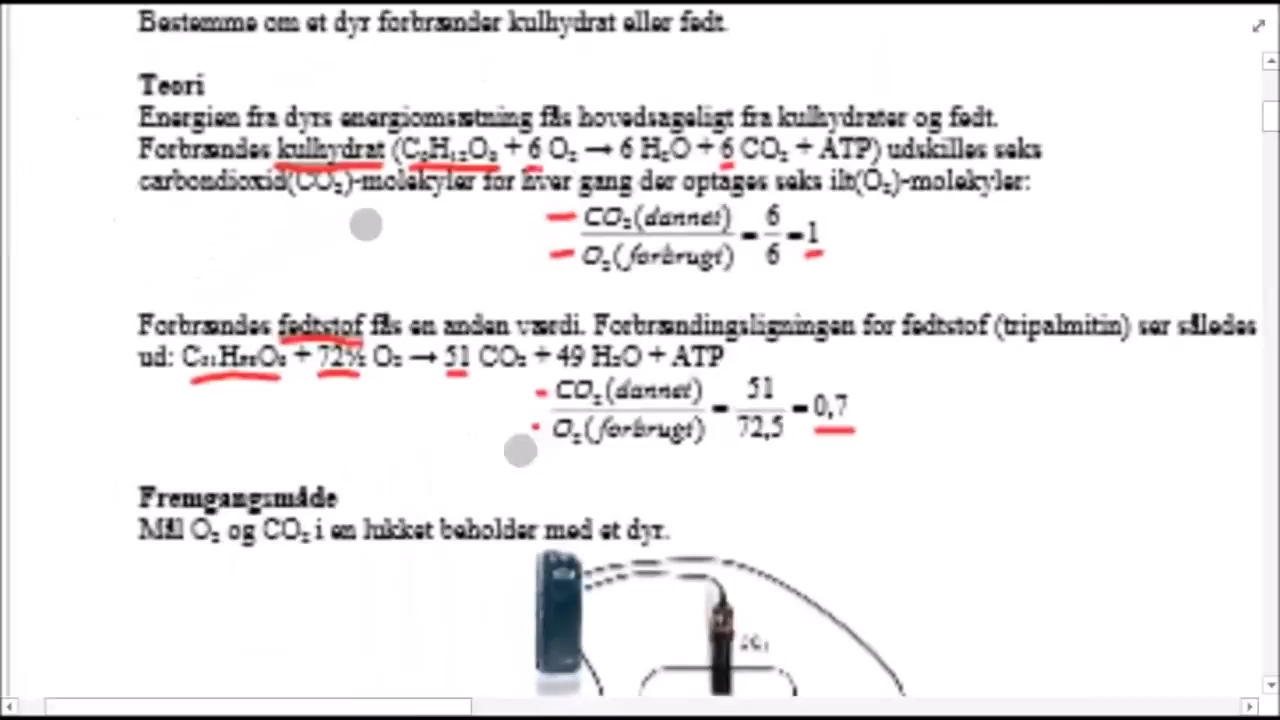 Bestemme om et dyr forbrænder kulhydrat eller fedt.
Teori
Energien fra dyrs energiomsætning fås hovedsageligt fra kulhydrater og fedt.
Forbrændes kulhydrat (C₆H₁₂O₆ + 6 O₂ → 6 H₂O + 6 CO₂ + ATP) udskilles seks
carbondioxid(CO₂)-molekyler for hver gang der optages seks ilt(O₂)-molekyler:
CO₂(dannet) / O₂(forbrugt) = 6/6 = 1
Forbrændes fedtstof fås en anden værdi. Forbrændingsligningen for fedtstof (tripalmitin) ser således
ud: C₅₁H₉₈O₆ + 72½ O₂ → 51 CO₂ + 49 H₂O + ATP
CO₂(dannet) / O₂(forbrugt) = 51/72,5 = 0,7
Fremgangsmåde
Mål O₂ og CO₂ i en lukket beholder med et dyr.